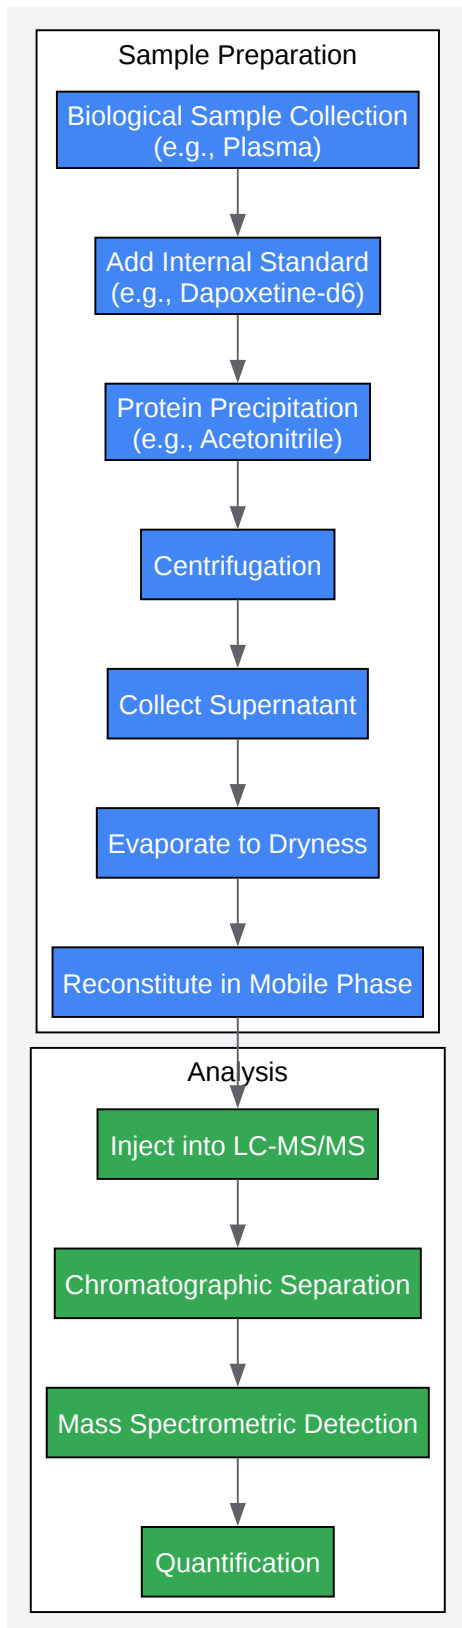 Sample Preparation
Biological Sample Collection
(e.g., Plasma)
Add Internal Standard
(e.g., Dapoxetine-d6)
Protein Precipitation
(e.g., Acetonitrile)
Centrifugation
Collect Supernatant
Evaporate to Dryness
Reconstitute in Mobile Phase
Analysis
Inject into LC-MS/MS
Chromatographic Separation
Mass Spectrometric Detection
Quantification